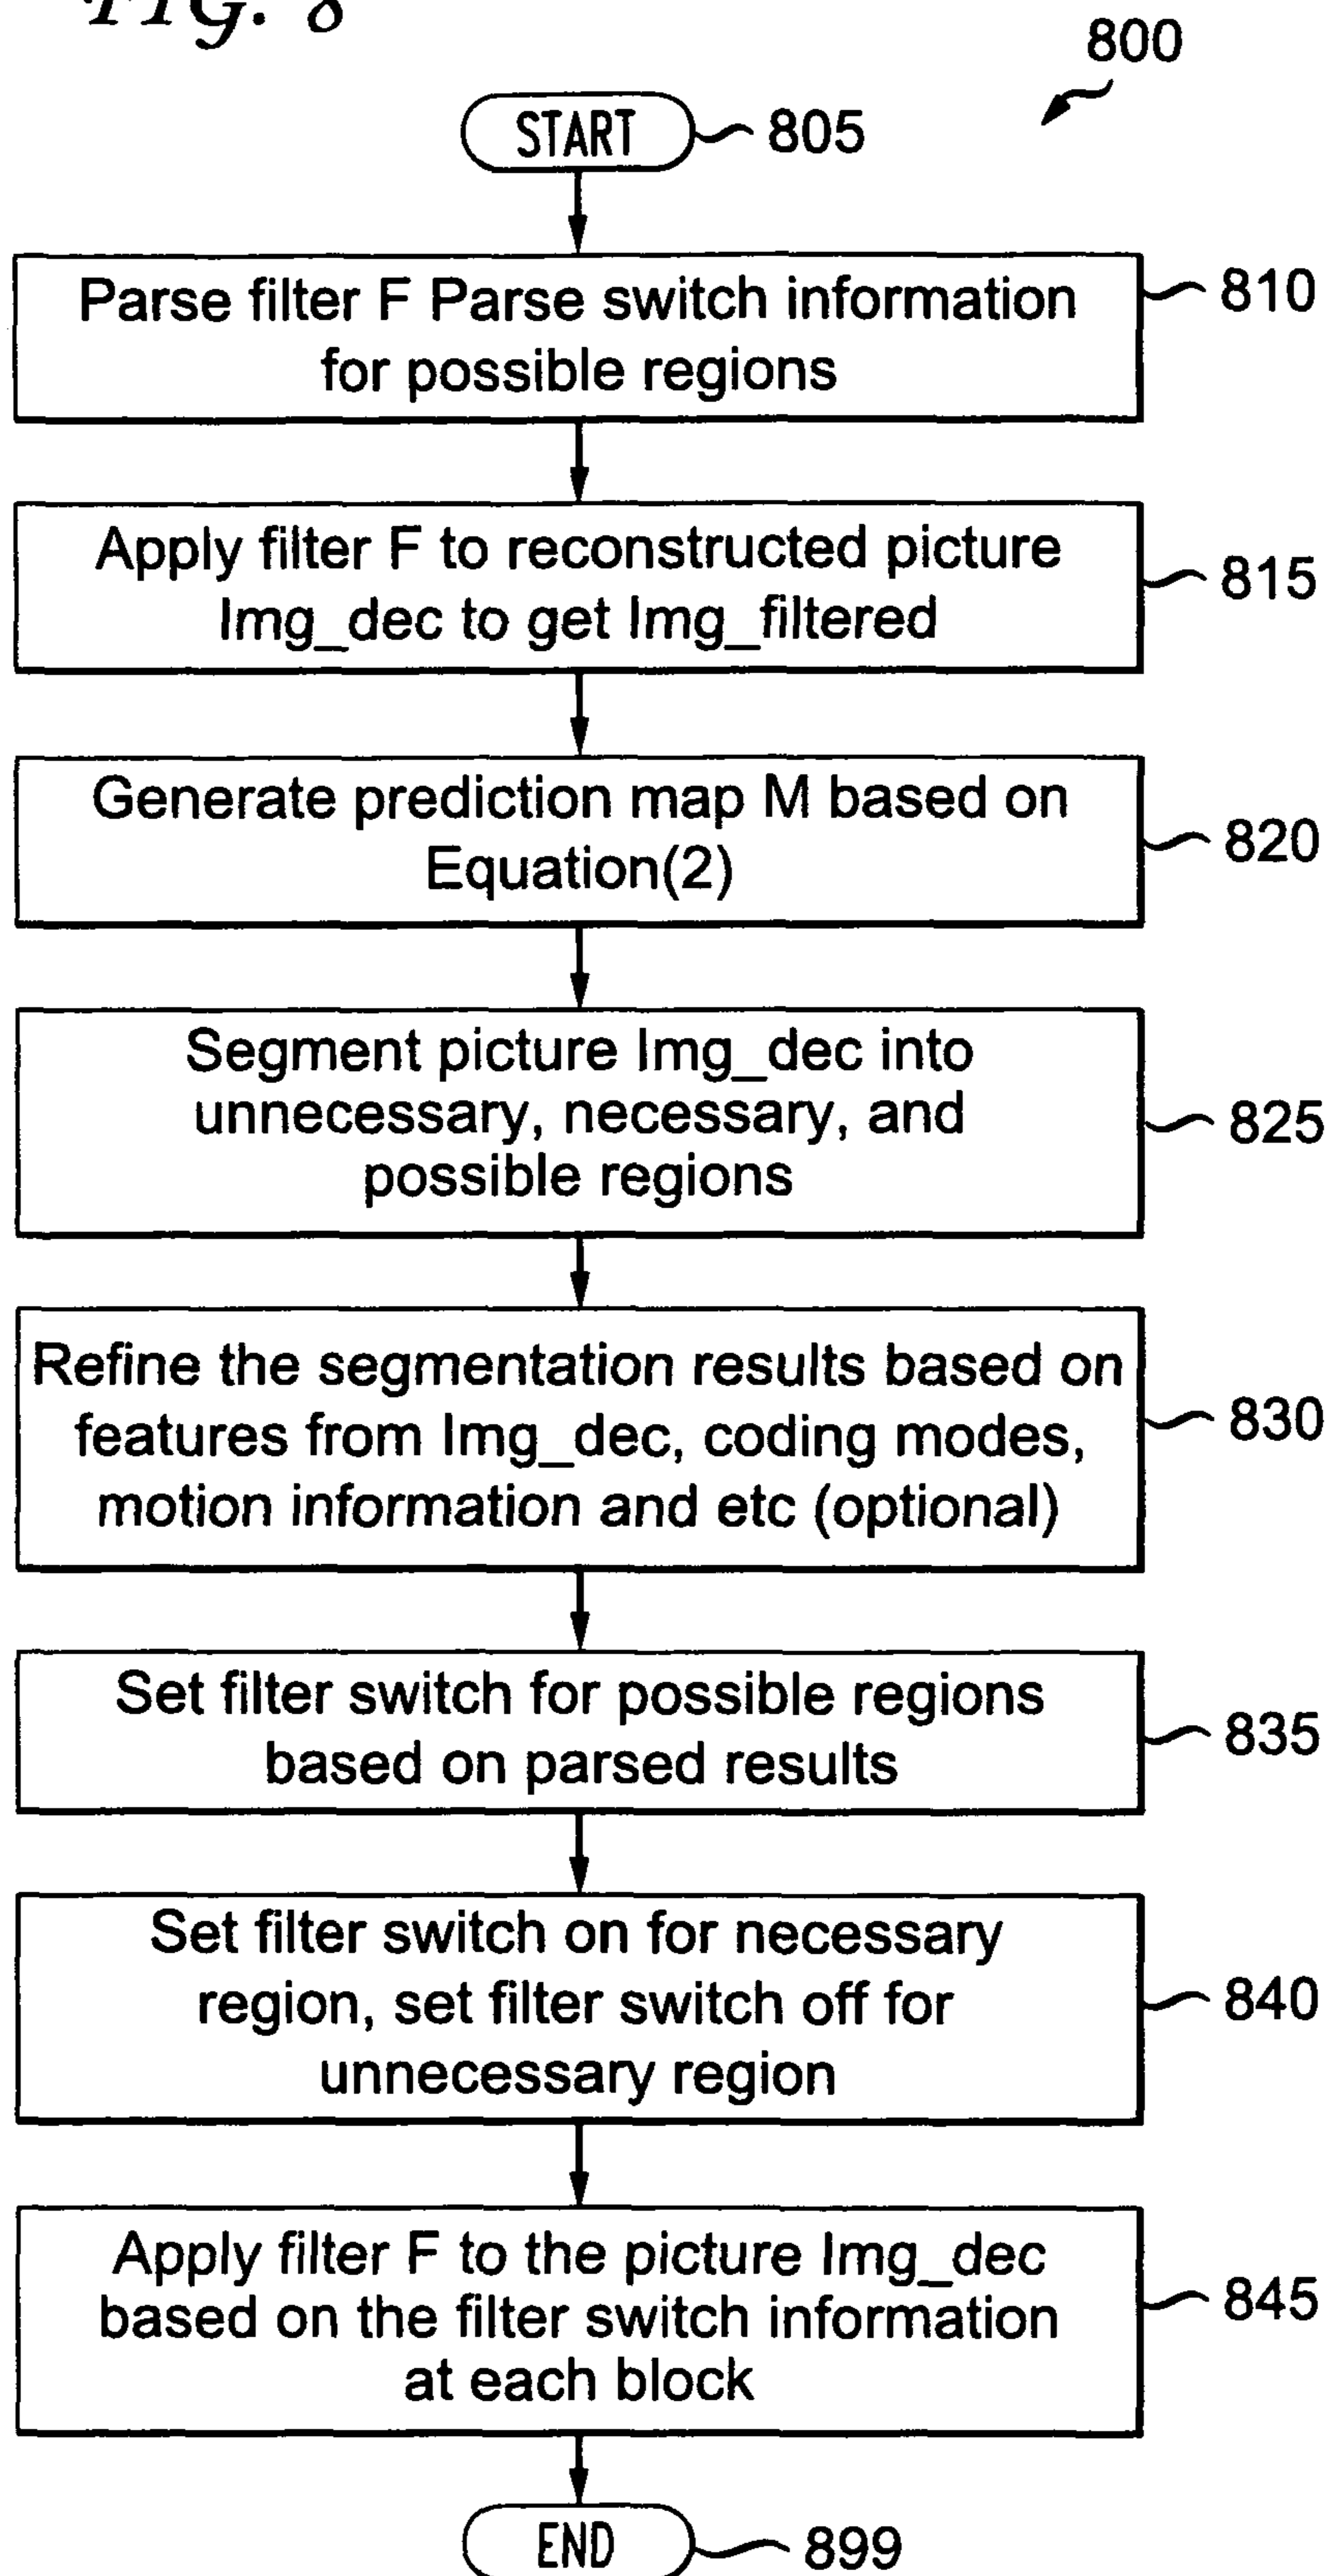 FIG. 8
800
START
805
Parse filter F Parse switch information
for possible regions
810
Apply filter F to reconstructed picture
Img_dec to get Img_filtered
815
Generate prediction map M based on
Equation(2)
820
Segment picture Img_dec into
unnecessary, necessary, and
possible regions
825
Refine the segmentation results based on
features from Img_dec, coding modes,
motion information and etc (optional)
830
Set filter switch for possible regions
based on parsed results
835
Set filter switch on for necessary
region, set filter switch off for
unnecessary region
840
Apply filter F to the picture Img_dec
based on the filter switch information
at each block
845
END
899